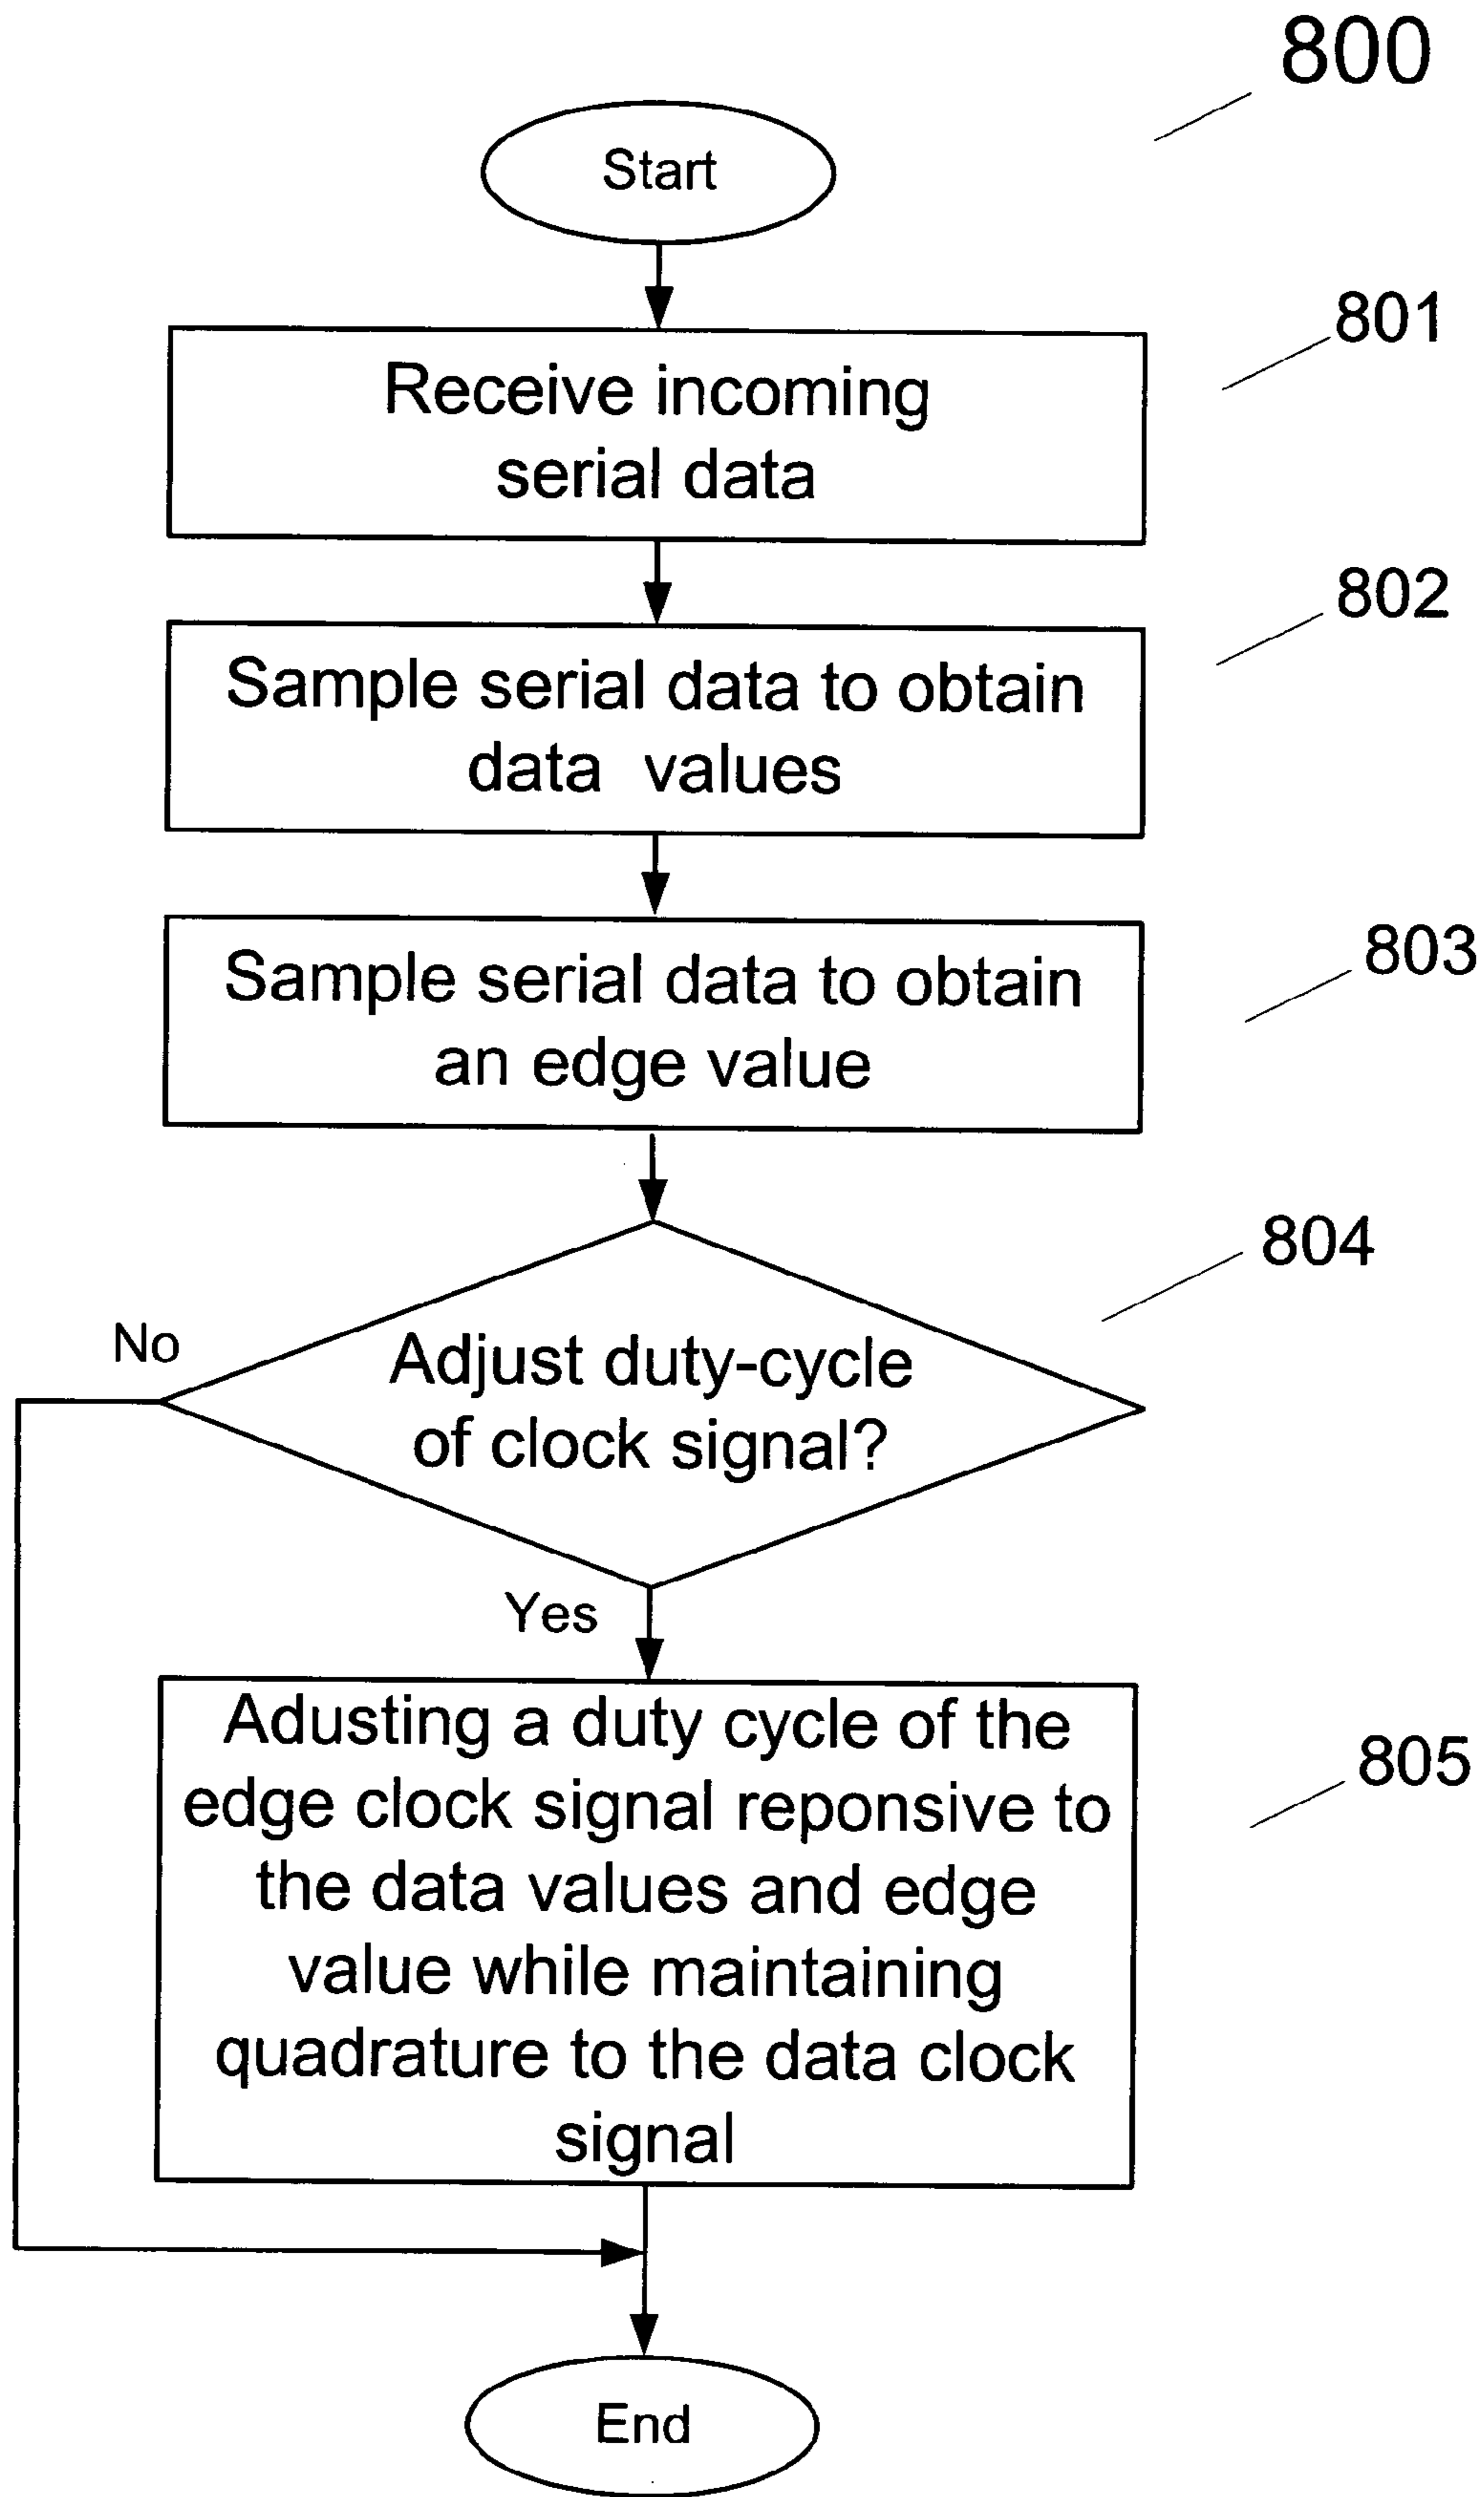 800
Start
801
Receive incoming
serial data
802
Sample serial data to obtain
data values
803
Sample serial data to obtain
an edge value
804
No
Adjust duty-cycle
of clock signal?
Yes
Adusting a duty cycle of the
edge clock signal reponsive to
the data values and edge
value while maintaining
quadrature to the data clock
signal
805
End